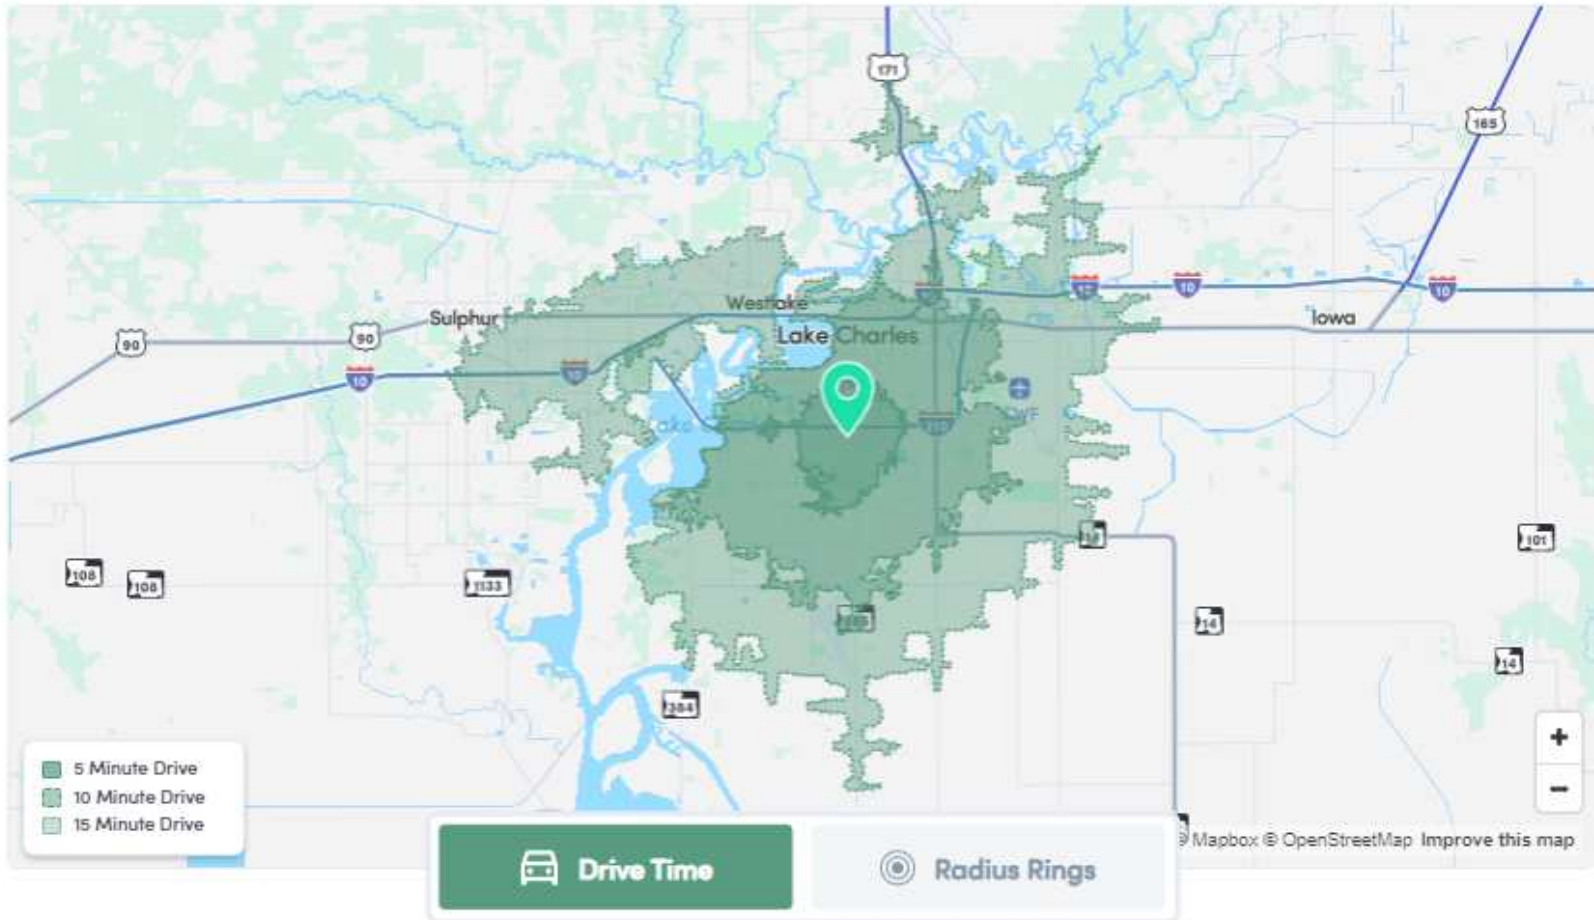 171
165
10
10
10
Westlake
Sulphur
Iowa
90
90
Lake Charles
10
10
101
108
108
1133
14
14
384
5 Minute Drive
10 Minute Drive
15 Minute Drive
+
−
© Mapbox © OpenStreetMap Improve this map
Drive Time
Radius Rings